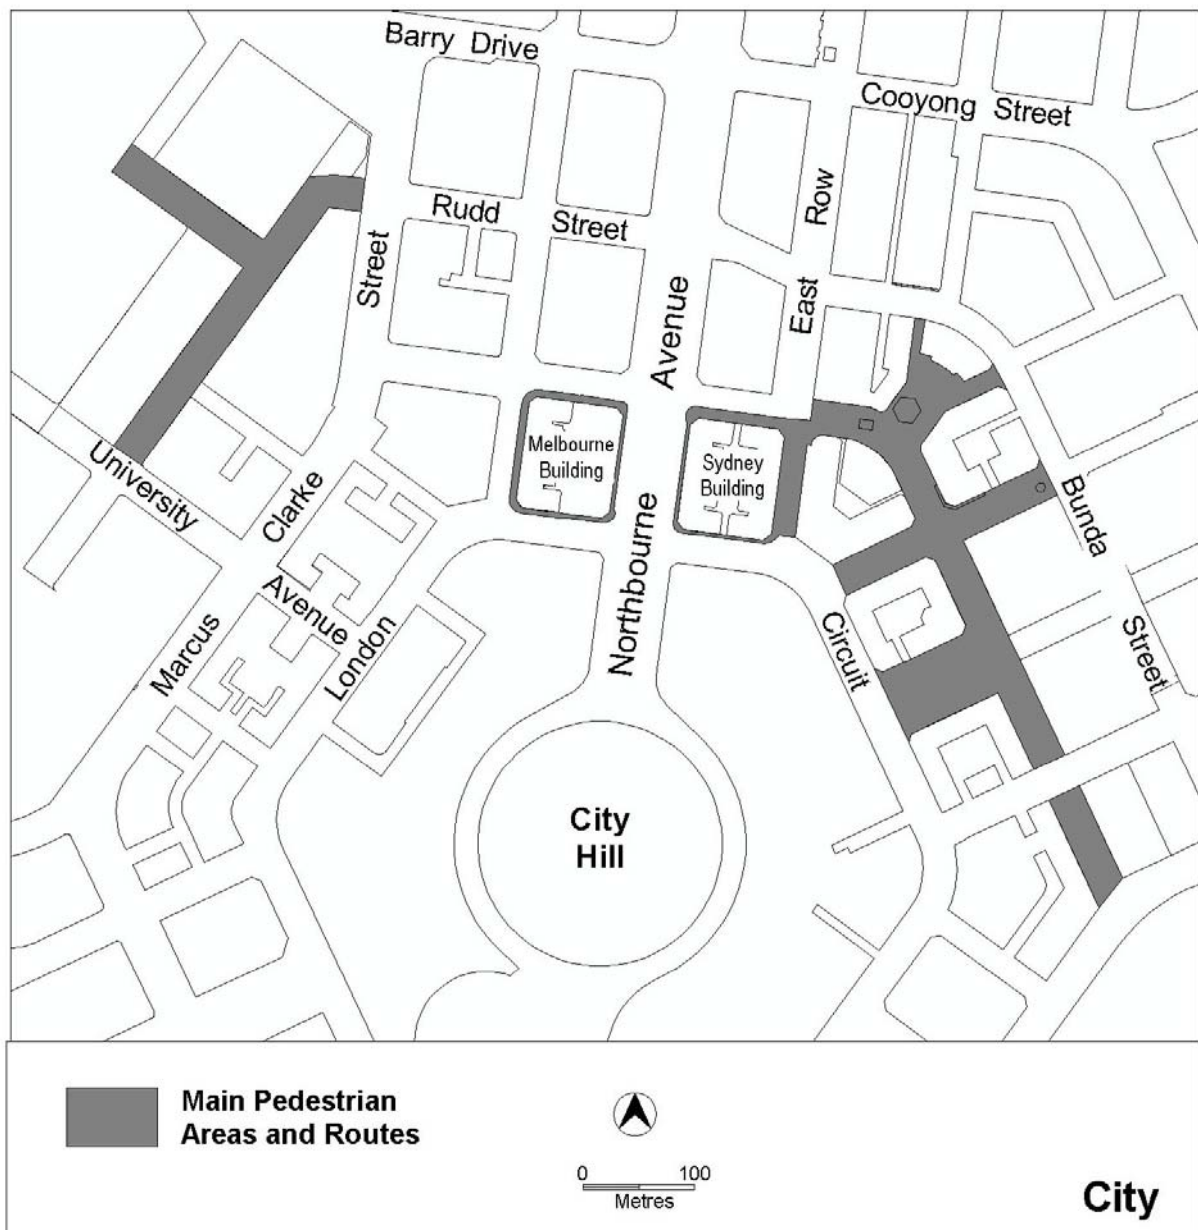 Barry Drive
Cooyong Street
Rudd Street
Row
East
Street
Avenue
Melbourne
Building
Sydney
Building
University
Avenue
Clarke
Marcus
London
Northbourne
Circuit
Bunda
Street
City
Hill
Main Pedestrian
Areas and Routes
0 100
Metres
City